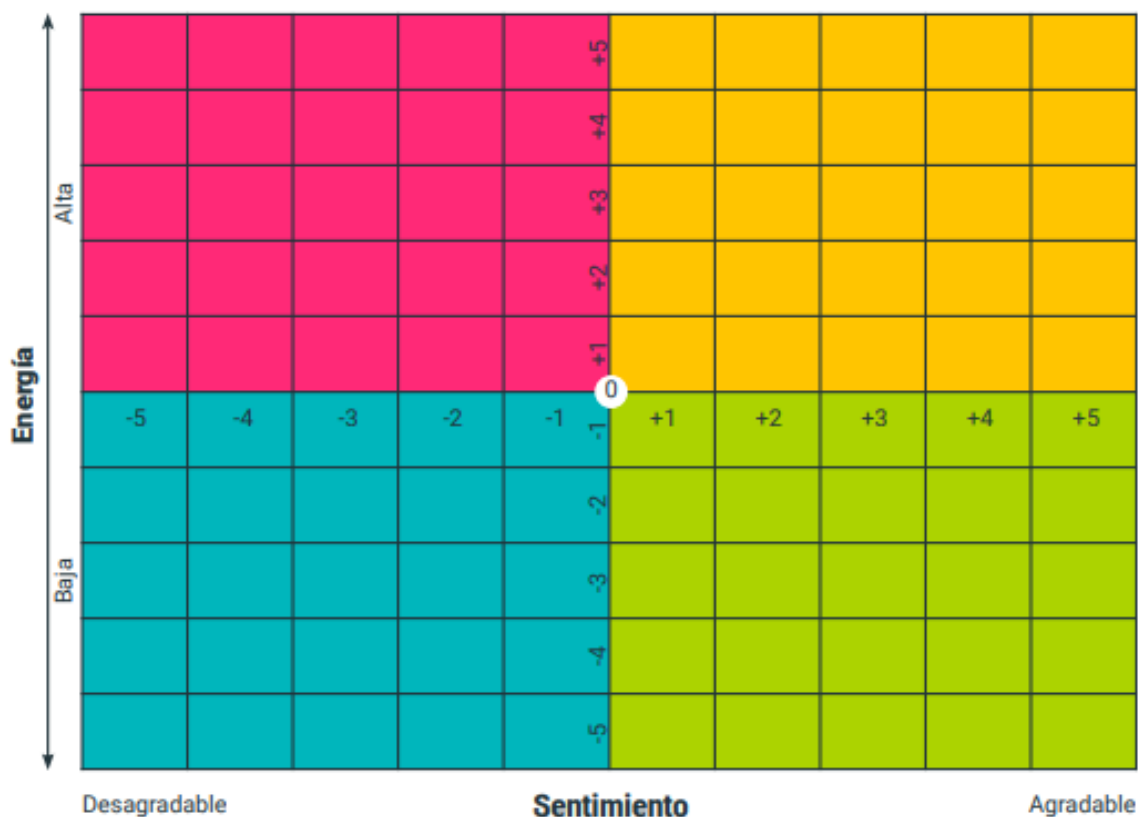 +5
+4
+3
+2
+1
Alta
Energía
Baja
0
-5 -4 -3 -2 -1 +1 +2 +3 +4 +5
-1
-2
-3
-4
-5
Desagradable Sentimiento Agradable